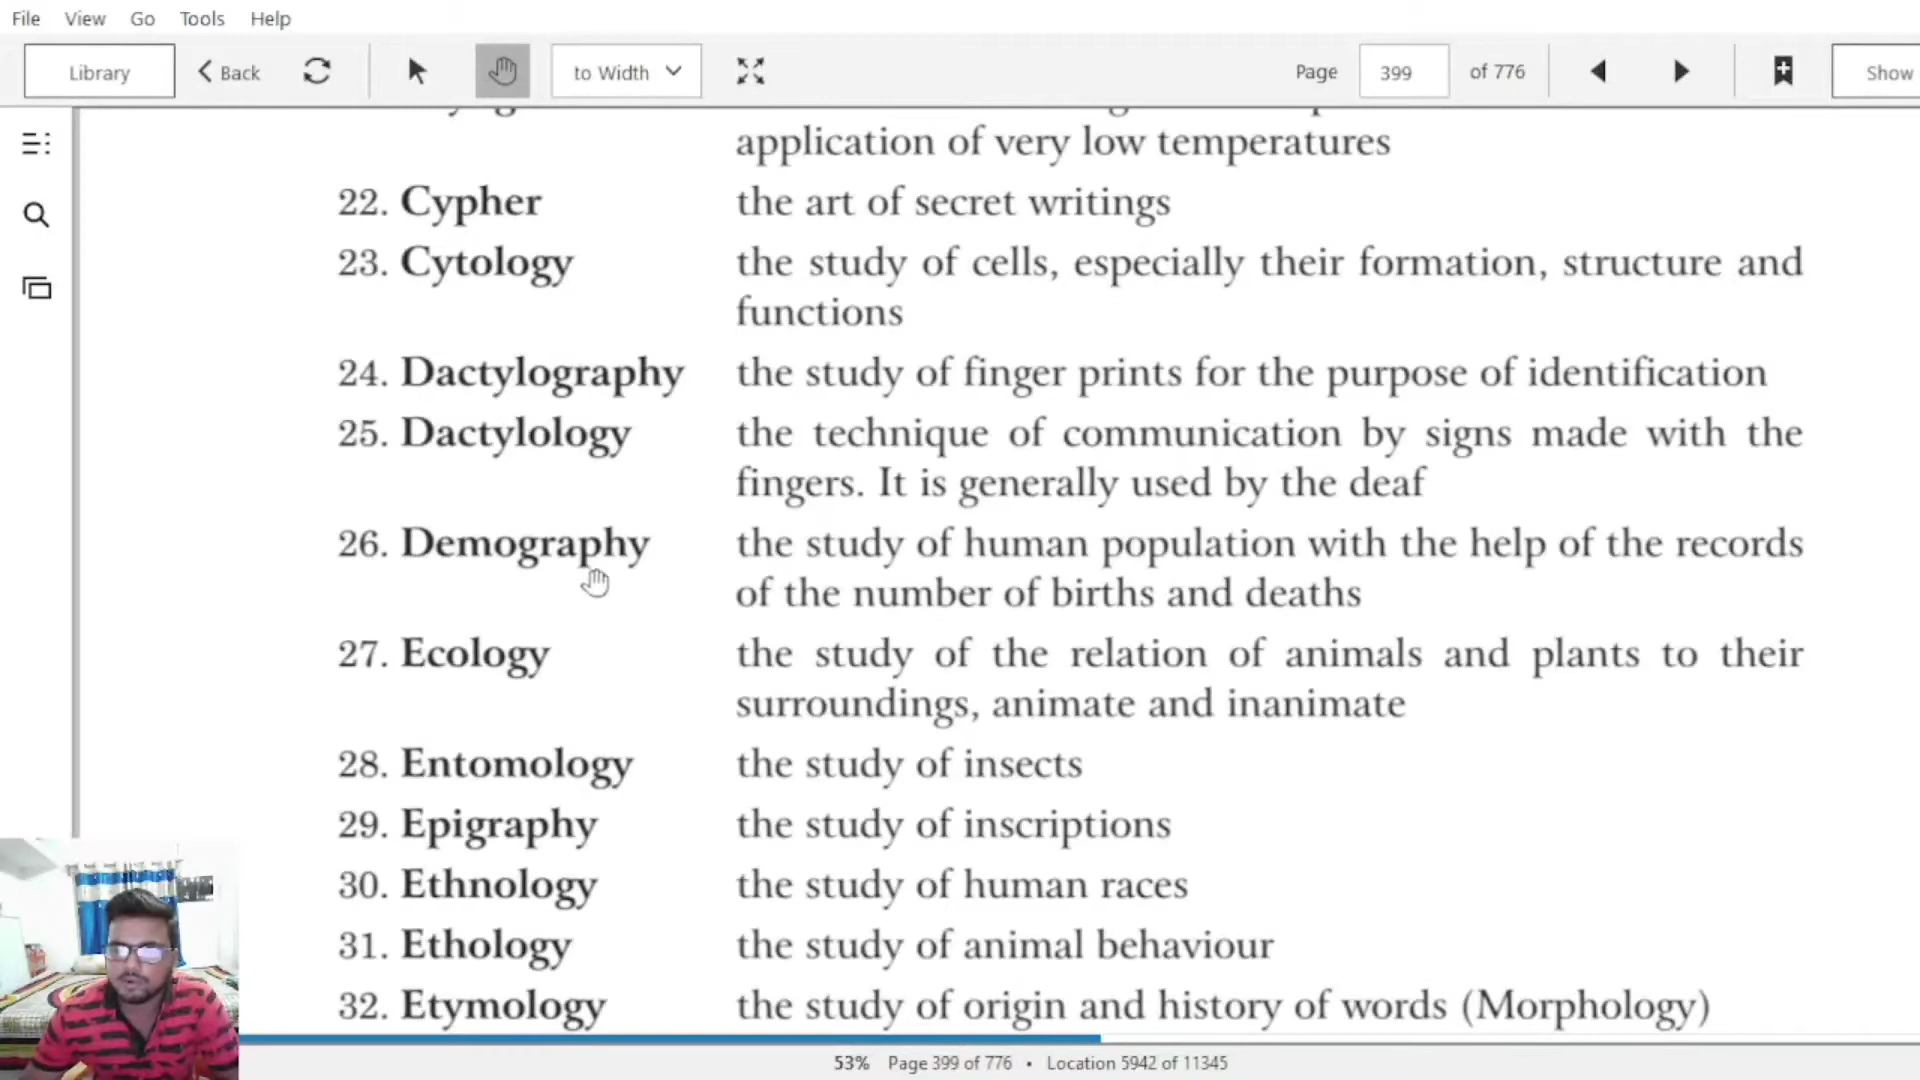 File View Go Tools Help
Library Back to Width Page 399 of 776 Show
application of very low temperatures
22. Cypher the art of secret writings
23. Cytology the study of cells, especially their formation, structure and
functions
24. Dactylography the study of finger prints for the purpose of identification
25. Dactylology the technique of communication by signs made with the
fingers. It is generally used by the deaf
26. Demography the study of human population with the help of the records
of the number of births and deaths
27. Ecology the study of the relation of animals and plants to their
surroundings, animate and inanimate
28. Entomology the study of insects
29. Epigraphy the study of inscriptions
30. Ethnology the study of human races
31. Ethology the study of animal behaviour
32. Etymology the study of origin and history of words (Morphology)
53% Page 399 of 776 • Location 5942 of 11345